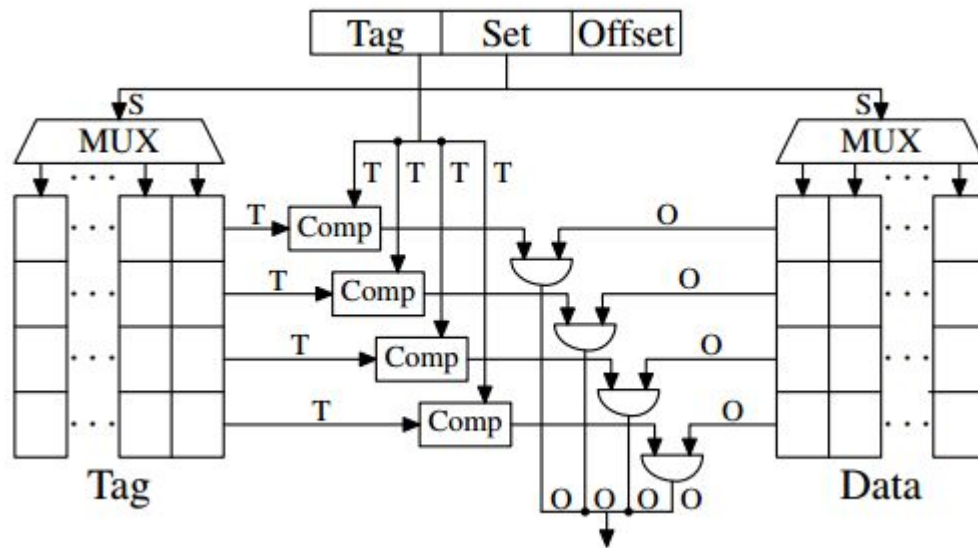 Tag Set Offset
S S
MUX MUX
. . . . . .
T T T T
T Comp O
. . . . . .
T Comp O
. . . . . .
T Comp O
. . . . . .
T Comp O
. . . . . .
Tag Data
O O O O